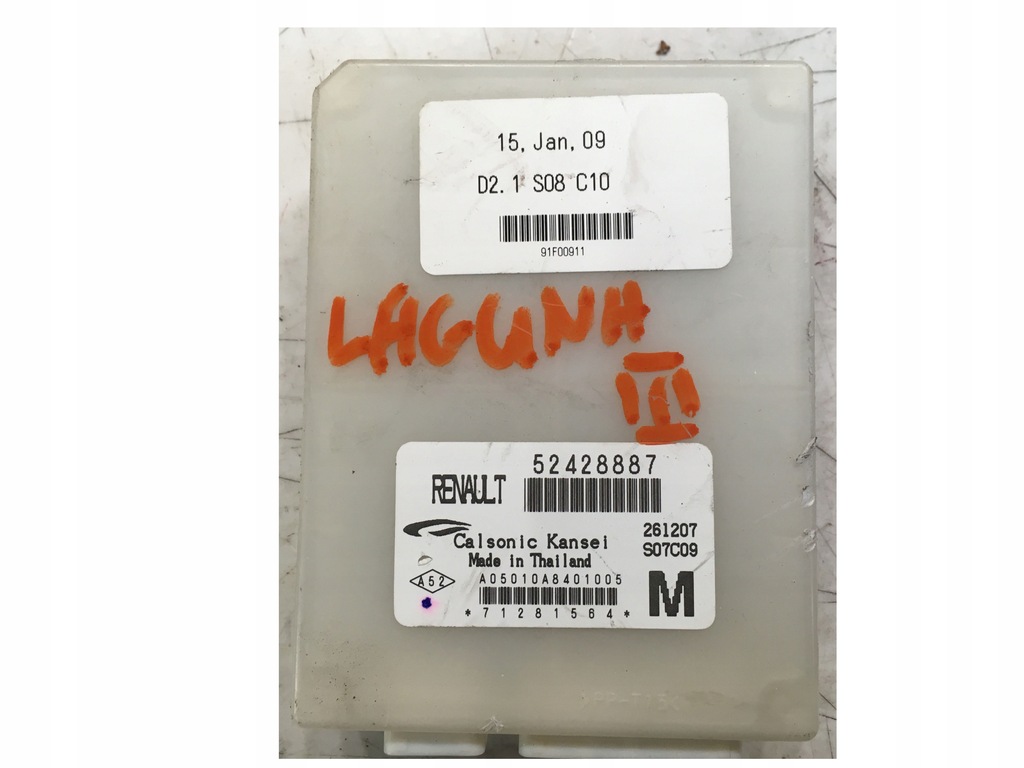 15, Jan, 09
D2. 1 S08 C10
91F00911
LAGUNA
III
52428887
RENAULT
261207
Calsonic Kansei
S07C09
Made in Thailand
A52
A05010A8401005
M
*71281564*